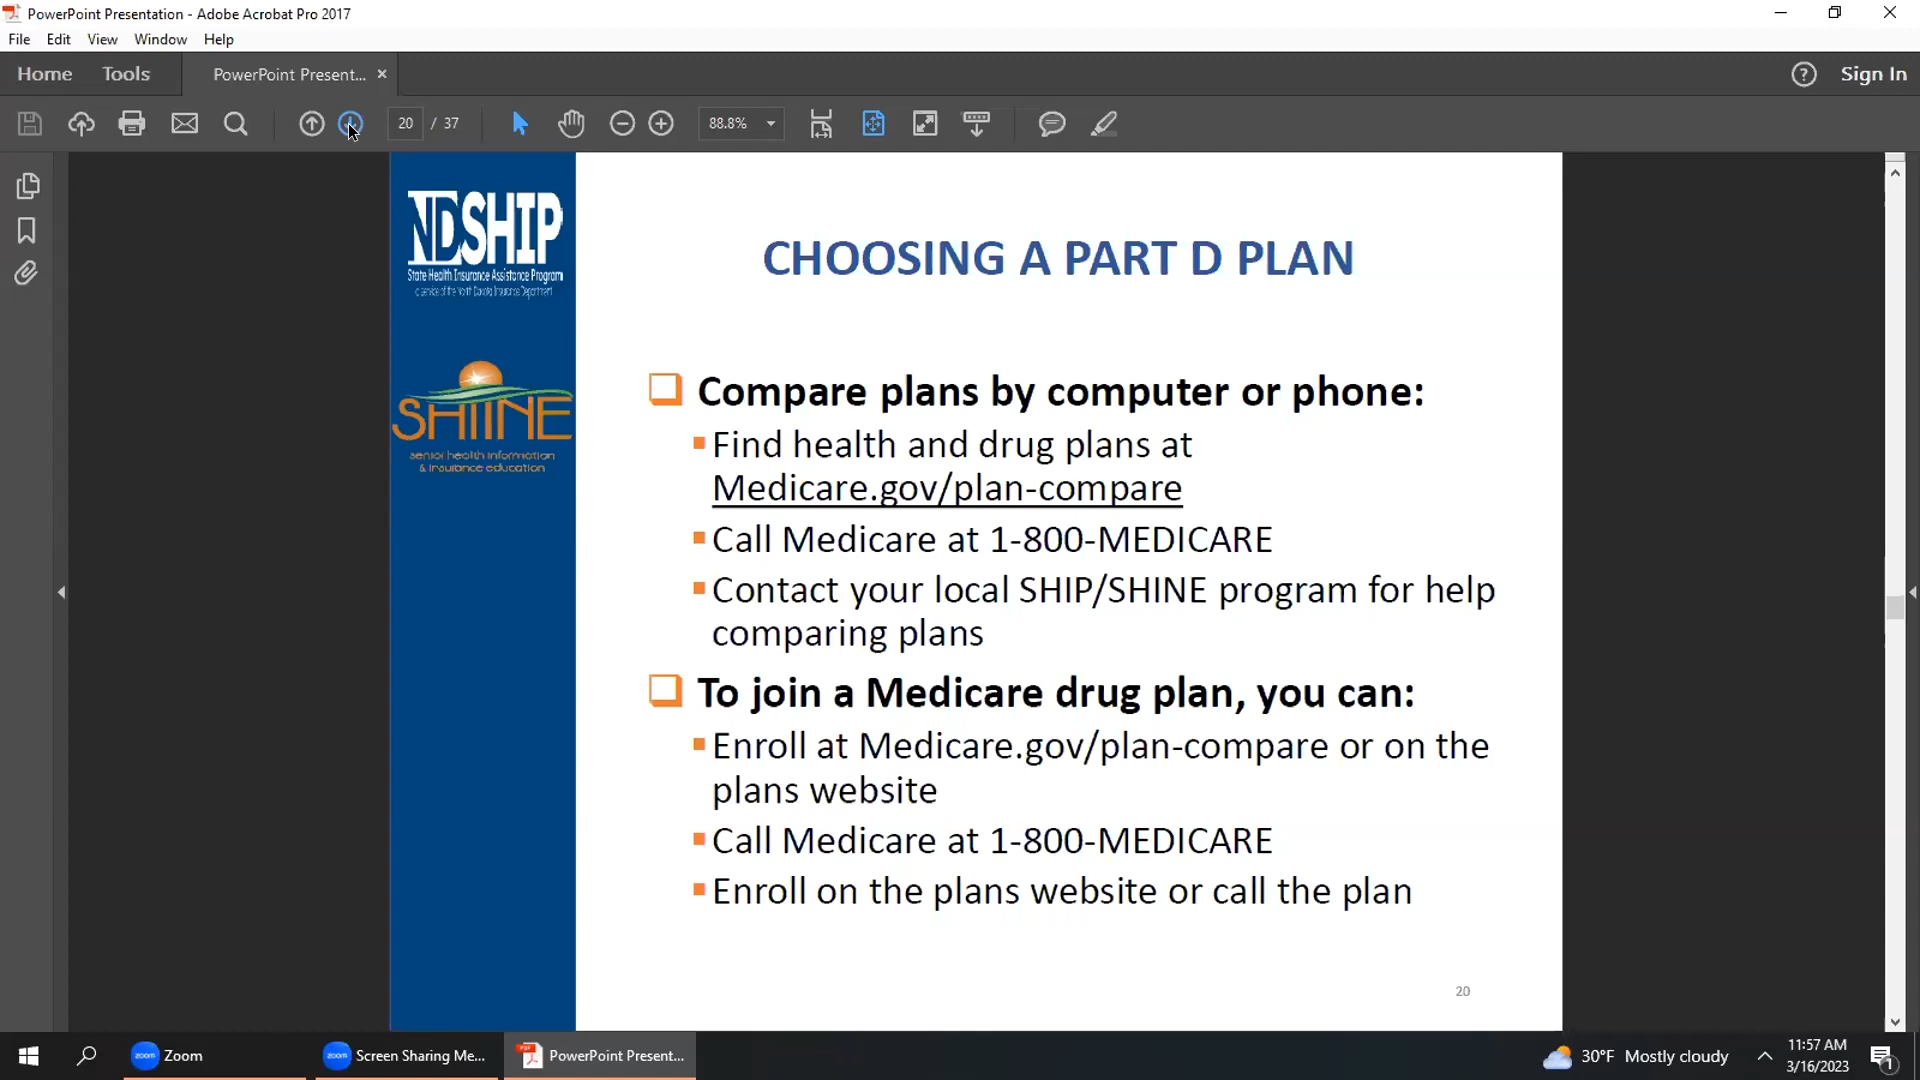 PowerPoint Presentation - Adobe Acrobat Pro 2017
File Edit View Window Help
Home Tools PowerPoint Present... × Sign In
20 / 37 88.8%
NDSHIP
State Health Insurance Assistance Program
a service of the North Dakota Insurance Department
SHIINE
senior health information
& insurance education
CHOOSING A PART D PLAN
Compare plans by computer or phone:
Find health and drug plans at
Medicare.gov/plan-compare
Call Medicare at 1-800-MEDICARE
Contact your local SHIP/SHINE program for help
comparing plans
To join a Medicare drug plan, you can:
Enroll at Medicare.gov/plan-compare or on the
plans website
Call Medicare at 1-800-MEDICARE
Enroll on the plans website or call the plan
20
Zoom
zoom Screen Sharing Me...
PowerPoint Present...
30°F Mostly cloudy
11:57 AM
3/16/2023
1